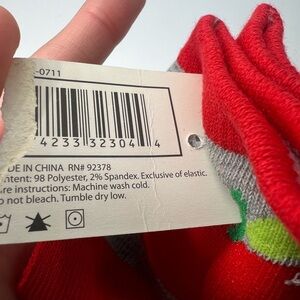 -0711
4233 32304 4
DE IN CHINA RN# 92378
ntent: 98 Polyester, 2% Spandex. Exclusive of elastic.
re instructions: Machine wash cold.
o not bleach. Tumble dry low.